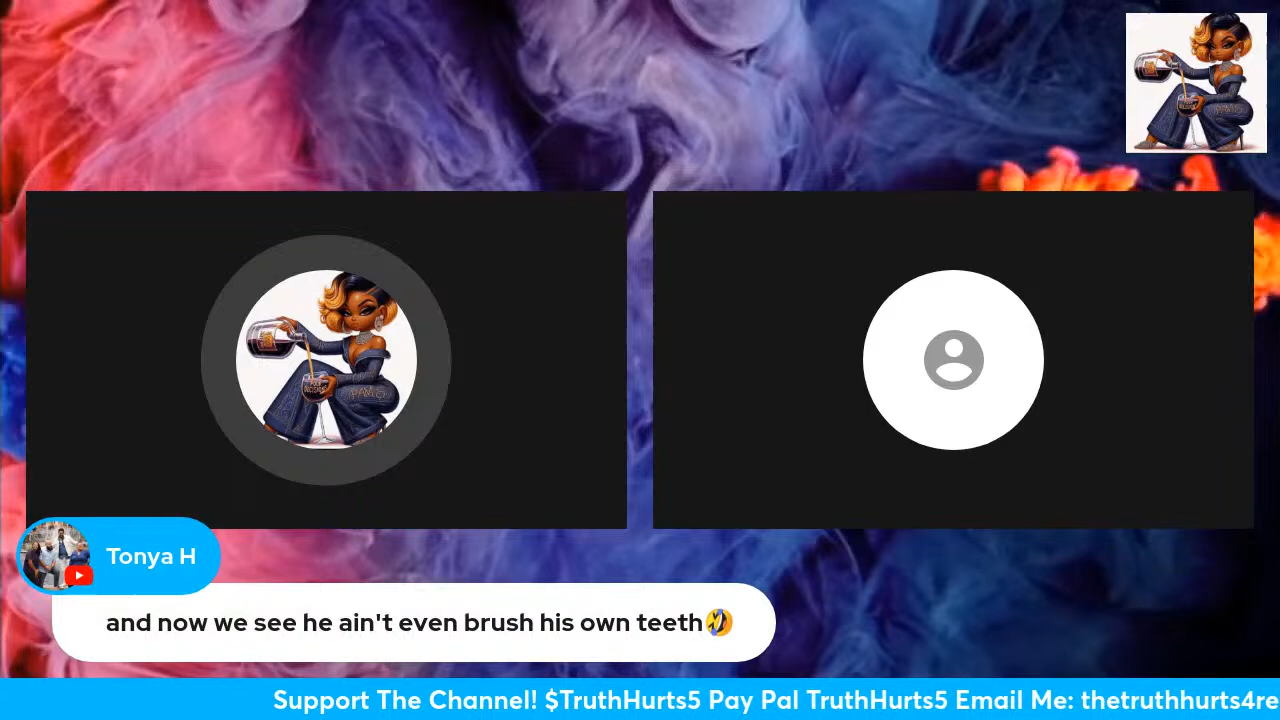 Tonya H
and now we see he ain't even brush his own teeth🤣
Support The Channel! $TruthHurts5 Pay Pal TruthHurts5 Email Me: thetruthhurts4re